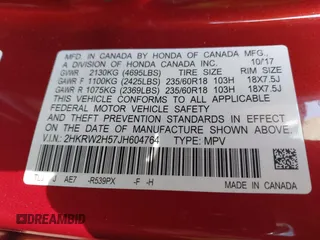 MFD. IN CANADA BY HONDA OF CANADA MFG.,
A DIVISION OF HONDA CANADA INC. 10/17
GVWR 2130KG (4695LBS) TIRE SIZE RIM SIZE
GAWR F 1100KG (2425LBS) 235/60R18 103H 18X7.5J
GAWR R 1075KG (2369LBS) 235/60R18 103H 18X7.5J
THIS VEHICLE CONFORMS TO ALL APPLICABLE
FEDERAL MOTOR VEHICLE SAFETY, BUMPER, AND
THEFT PREVENTION STANDARDS IN EFFECT ON THE
DATE OF MANUFACTURE SHOWN ABOVE.
V.I.N.: 2HKRW2H57JH604764 TYPE: MPV
AE7 -R539PX -F -H
MADE IN CANADA
DREAMBID